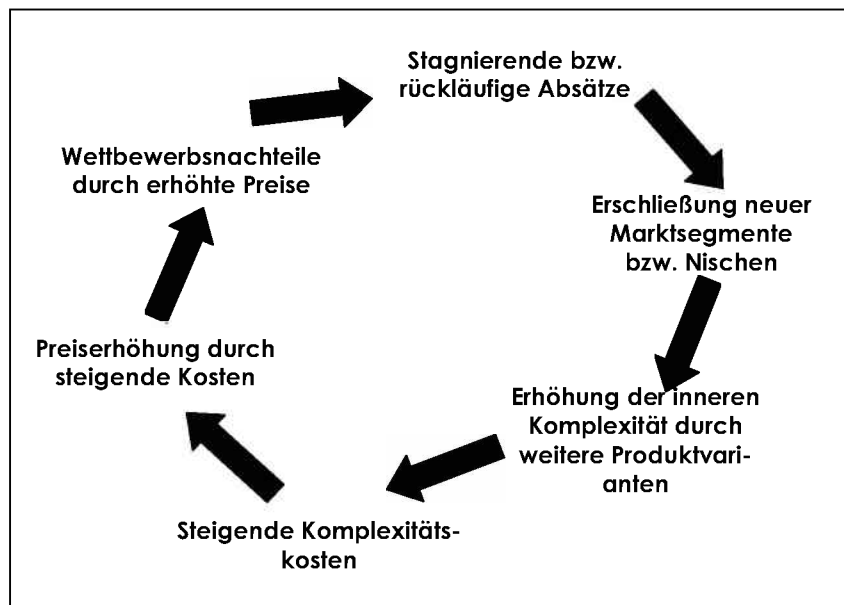 Stagnierende bzw.
rückläufige Absätze
Erschließung neuer
Marktsegmente
bzw. Nischen
Erhöhung der inneren
Komplexität durch
weitere Produktvari-
anten
Steigende Komplexitäts-
kosten
Preiserhöhung durch
steigende Kosten
Wettbewerbsnachteile
durch erhöhte Preise